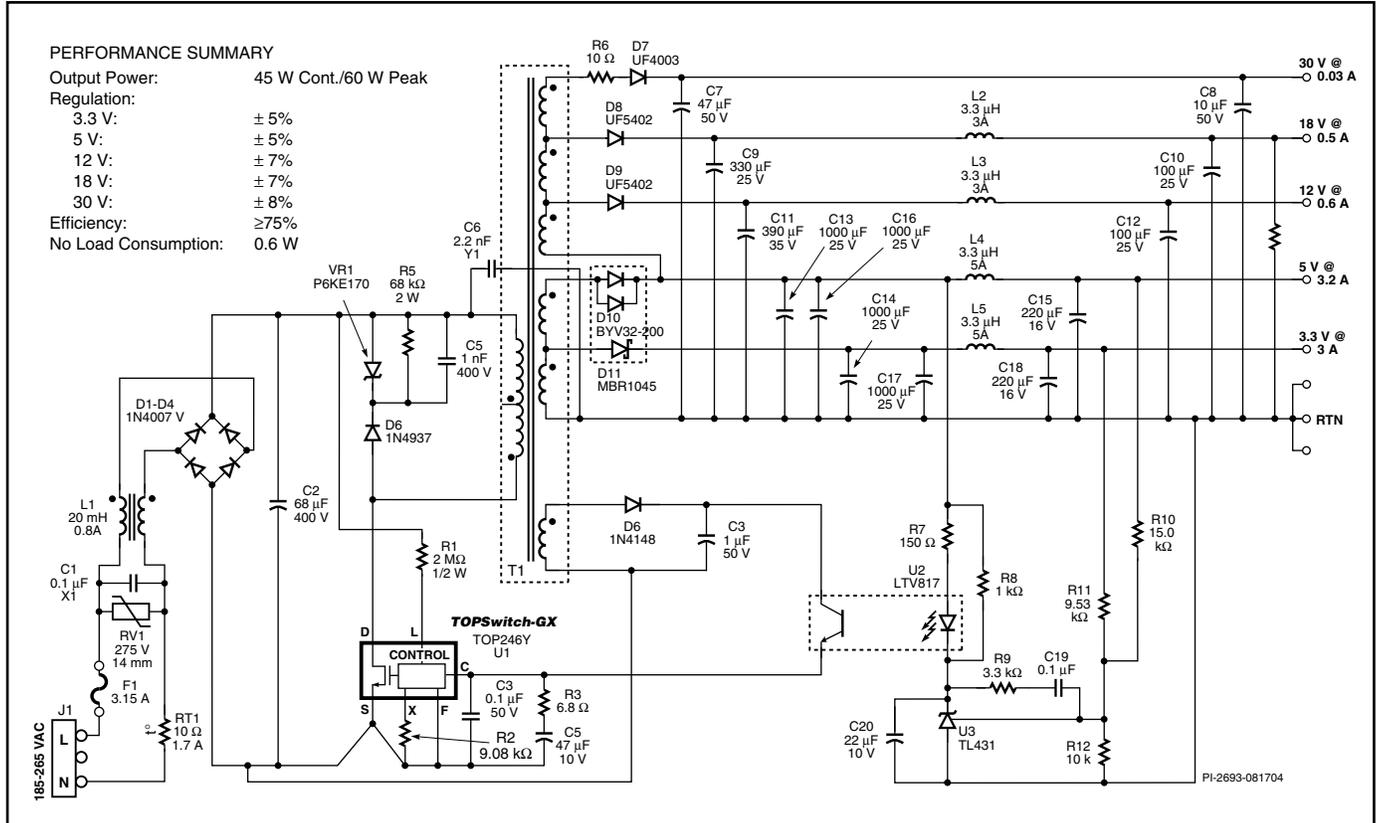 PERFORMANCE SUMMARY
Output Power: 45 W Cont./60 W Peak
Regulation:
3.3 V: ± 5%
5 V: ± 5%
12 V: ± 7%
18 V: ± 7%
30 V: ± 8%
Efficiency: ≥75%
No Load Consumption: 0.6 W
R6
10 Ω
D7
UF4003
C7
47 µF
50 V
C8
10 µF
50 V
30 V @
0.03 A
D8
UF5402
L2
3.3 µH
3A
18 V @
0.5 A
C9
330 µF
25 V
C10
100 µF
25 V
D9
UF5402
L3
3.3 µH
3A
12 V @
0.6 A
C11
390 µF
35 V
C13
1000 µF
25 V
C16
1000 µF
25 V
C12
100 µF
25 V
C6
2.2 nF
Y1
L4
3.3 µH
5A
5 V @
3.2 A
VR1
P6KE170
R5
68 kΩ
2 W
D10
BYV32-200
C14
1000 µF
25 V
C15
220 µF
16 V
C5
1 nF
400 V
D11
MBR1045
L5
3.3 µH
5A
3.3 V @
3 A
C17
1000 µF
25 V
C18
220 µF
16 V
RTN
D1-D4
1N4007 V
D6
1N4937
L1
20 mH
0.8A
C2
68 µF
400 V
D6
1N4148
C3
1 µF
50 V
R1
2 MΩ
1/2 W
T1
R7
150 Ω
R10
15.0
kΩ
C1
0.1 µF
X1
U2
LTV817
R8
1 kΩ
R11
9.53
kΩ
RV1
275 V
14 mm
TOPSwitch-GX
TOP246Y
U1
D
L
CONTROL
C
S
X
F
C3
0.1 µF
50 V
R3
6.8 Ω
R9
3.3 kΩ
C19
0.1 µF
F1
3.15 A
J1
L
N
185-265 VAC
t°
RT1
10 Ω
1.7 A
R2
9.08 kΩ
C5
47 µF
10 V
C20
22 µF
10 V
U3
TL431
R12
10 k
PI-2693-081704